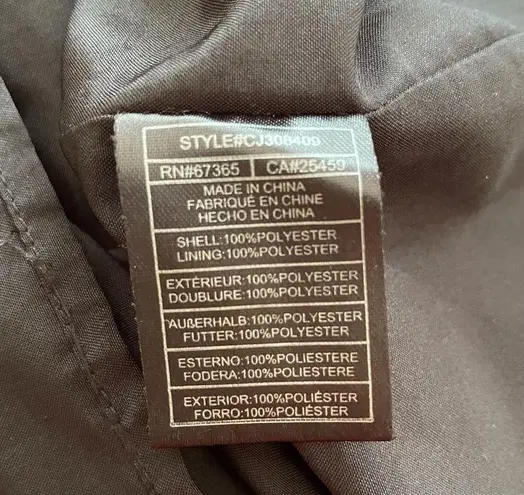 STYLE#CJ308409
RN#67365 CA#25459
MADE IN CHINA
FABRIQUÉ EN CHINE
HECHO EN CHINA
SHELL:100%POLYESTER
LINING:100%POLYESTER
EXTÉRIEUR:100%POLYESTER
DOUBLURE:100%POLYESTER
AUßERHALB:100%POLYESTER
FUTTER:100%POLYESTER
ESTERNO:100%POLIESTERE
FODERA:100%POLIESTERE
EXTERIOR:100%POLIÉSTER
FORRO:100%POLIÉSTER